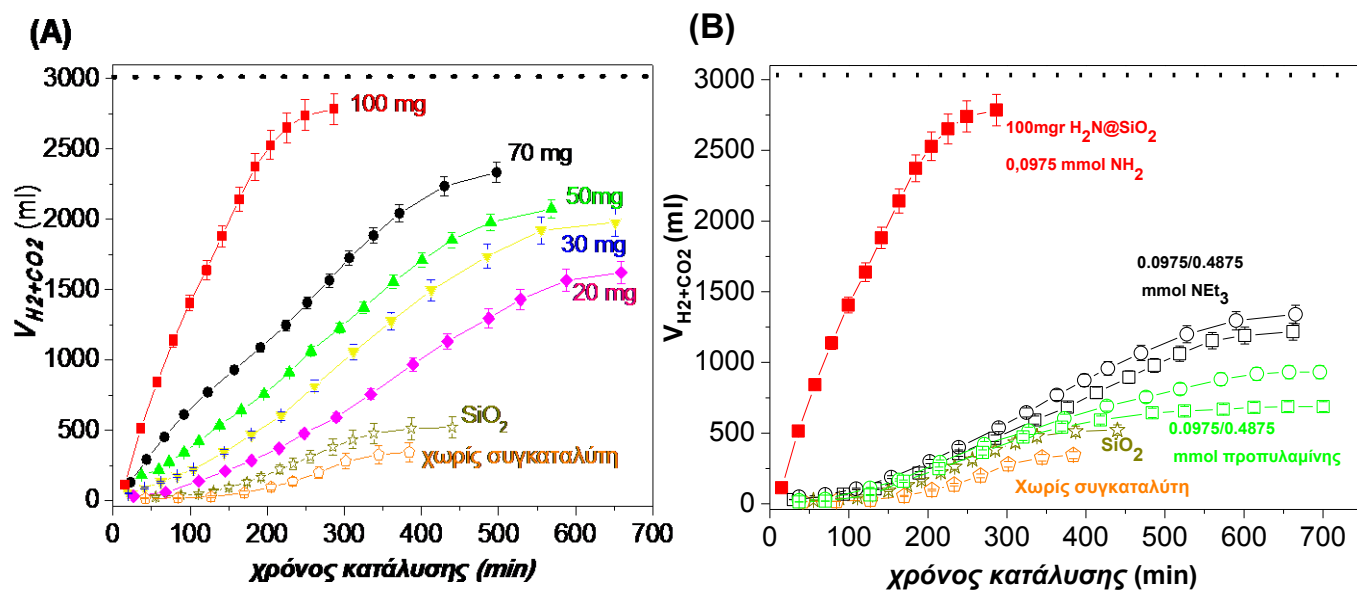 (A)
3000
2500
2000
1500
1000
500
0
V_H2+CO2 (ml)
100 mg
70 mg
50mg
30 mg
20 mg
SiO2
χωρίς συγκαταλύτη
0 100 200 300 400 500 600 700
χρόνος κατάλυσης (min)
(B)
3000
2500
2000
1500
1000
500
0
V_H2+CO2 (ml)
100mgr H2N@SiO2
0,0975 mmol NH2
0.0975/0.4875
mmol NEt3
0.0975/0.4875
mmol προπυλαμίνης
SiO2
Χωρίς συγκαταλύτη
0 100 200 300 400 500 600 700
χρόνος κατάλυσης (min)